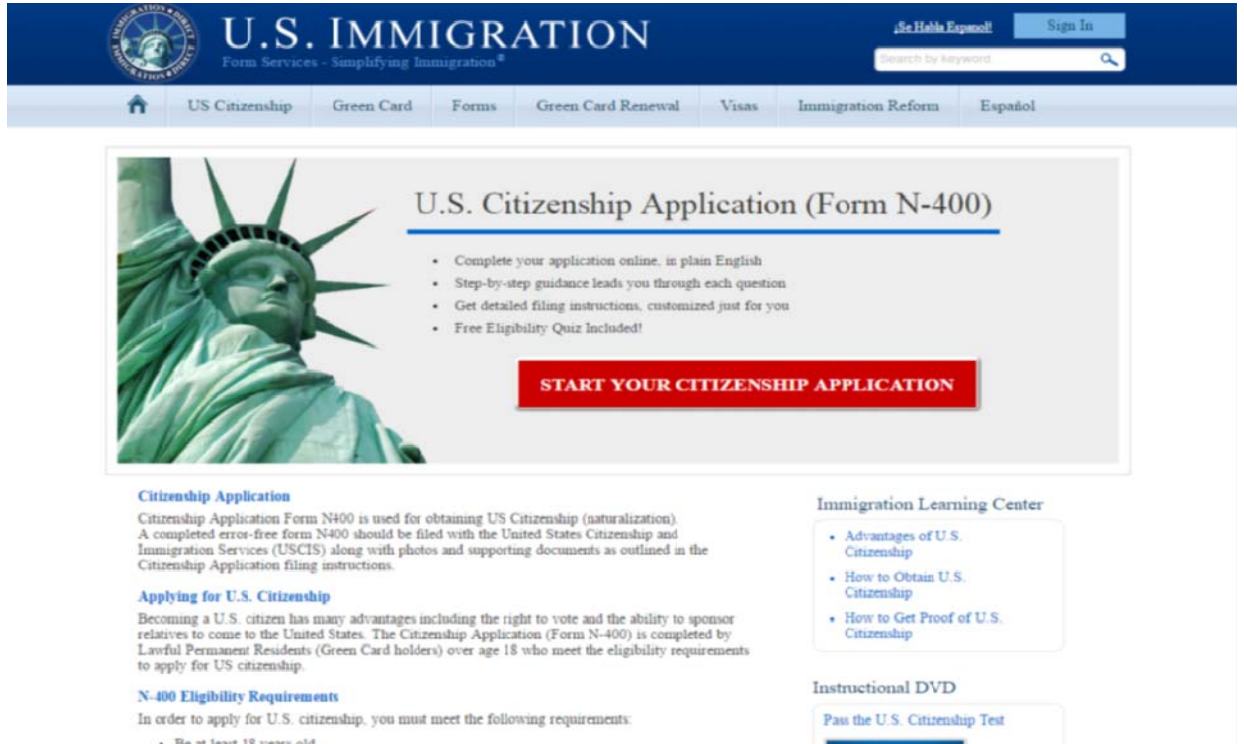 IMMIGRATION DIRECT
U.S. IMMIGRATION
Form Services - Simplifying Immigration®
¡Se Habla Espanol!
Sign In
Search by keyword
US Citizenship
Green Card
Forms
Green Card Renewal
Visas
Immigration Reform
Español
U.S. Citizenship Application (Form N-400)
• Complete your application online, in plain English
• Step-by-step guidance leads you through each question
• Get detailed filing instructions, customized just for you
• Free Eligibility Quiz Included!
START YOUR CITIZENSHIP APPLICATION
Citizenship Application
Citizenship Application Form N400 is used for obtaining US Citizenship (naturalization).
A completed error-free form N400 should be filed with the United States Citizenship and
Immigration Services (USCIS) along with photos and supporting documents as outlined in the
Citizenship Application filing instructions.
Applying for U.S. Citizenship
Becoming a U.S. citizen has many advantages including the right to vote and the ability to sponsor
relatives to come to the United States. The Citizenship Application (Form N-400) is completed by
Lawful Permanent Residents (Green Card holders) over age 18 who meet the eligibility requirements
to apply for US citizenship.
N-400 Eligibility Requirements
In order to apply for U.S. citizenship, you must meet the following requirements:
• Be at least 18 years old
Immigration Learning Center
• Advantages of U.S.
Citizenship
• How to Obtain U.S.
Citizenship
• How to Get Proof of U.S.
Citizenship
Instructional DVD
Pass the U.S. Citizenship Test